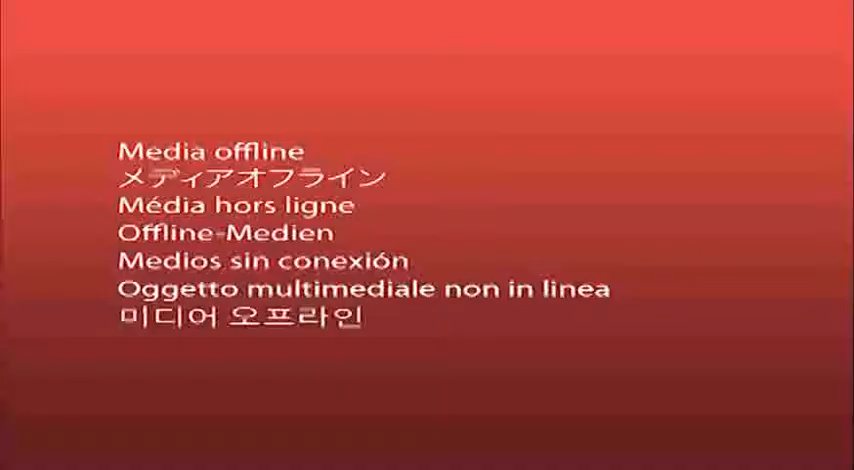 Media offline
メディアオフライン
Média hors ligne
Offline-Medien
Medios sin conexión
Oggetto multimediale non in linea
미디어 오프라인